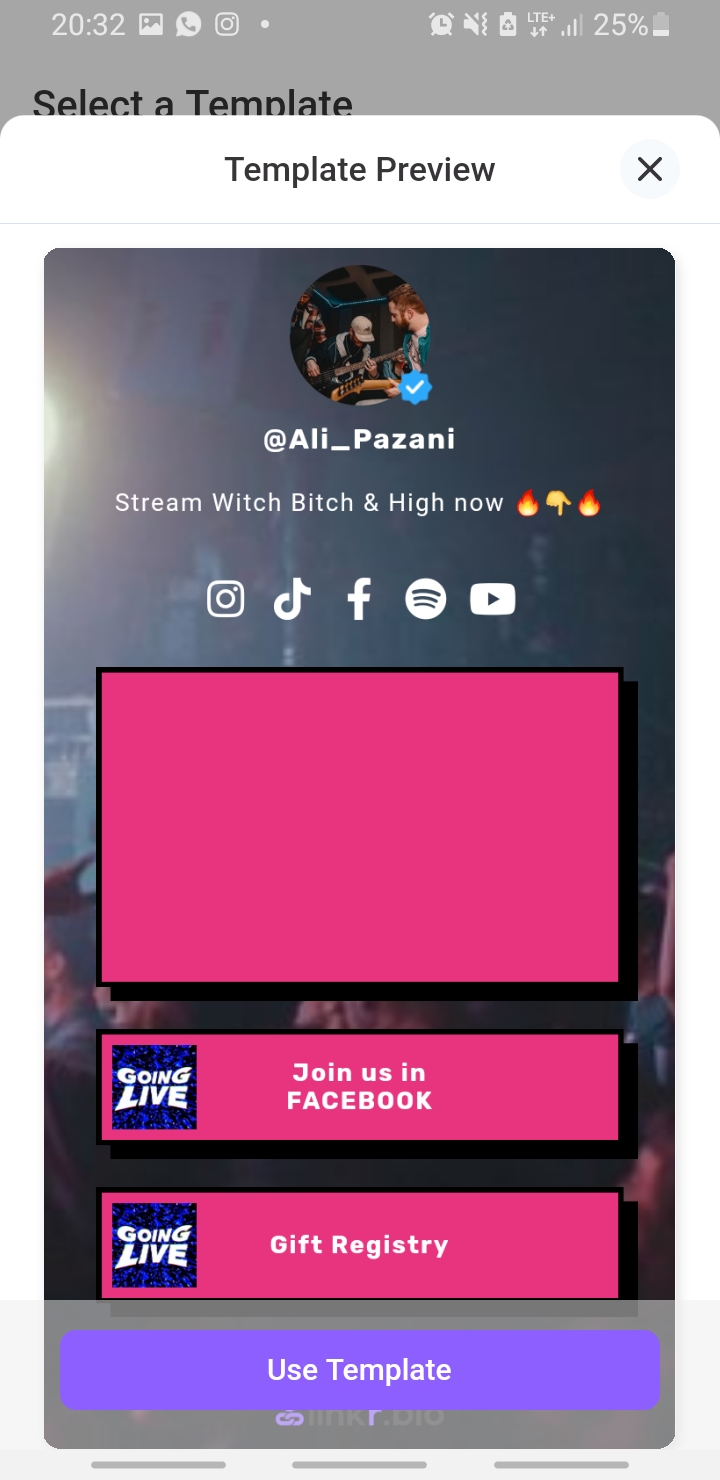 20:32
LTE+
25%
Select a Template
Template Preview
@Ali_Pazani
Stream Witch Bitch & High now 🔥👇🔥
GOING
LIVE
Join us in
FACEBOOK
GOING
LIVE
Gift Registry
Use Template
linkr.bio